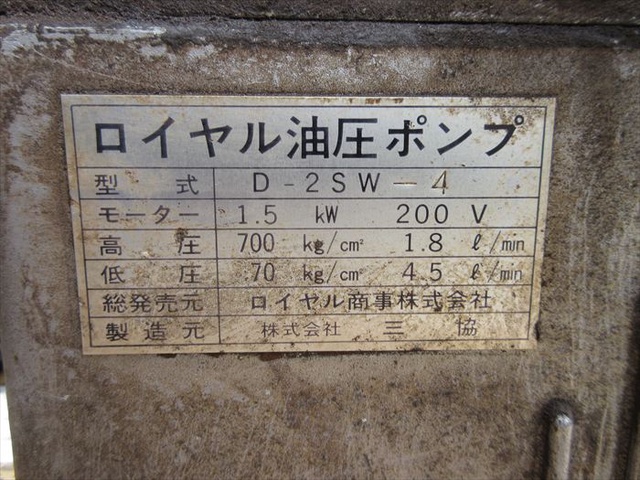 ロイヤル油圧ポンプ
型式 D-2SW-4
モーター 1.5 kW 200 V
高圧 700 kg/cm² 1.8 ℓ/min
低圧 70 kg/cm² 4.5 ℓ/min
総発売元 ロイヤル商事株式会社
製造元 株式会社 三協